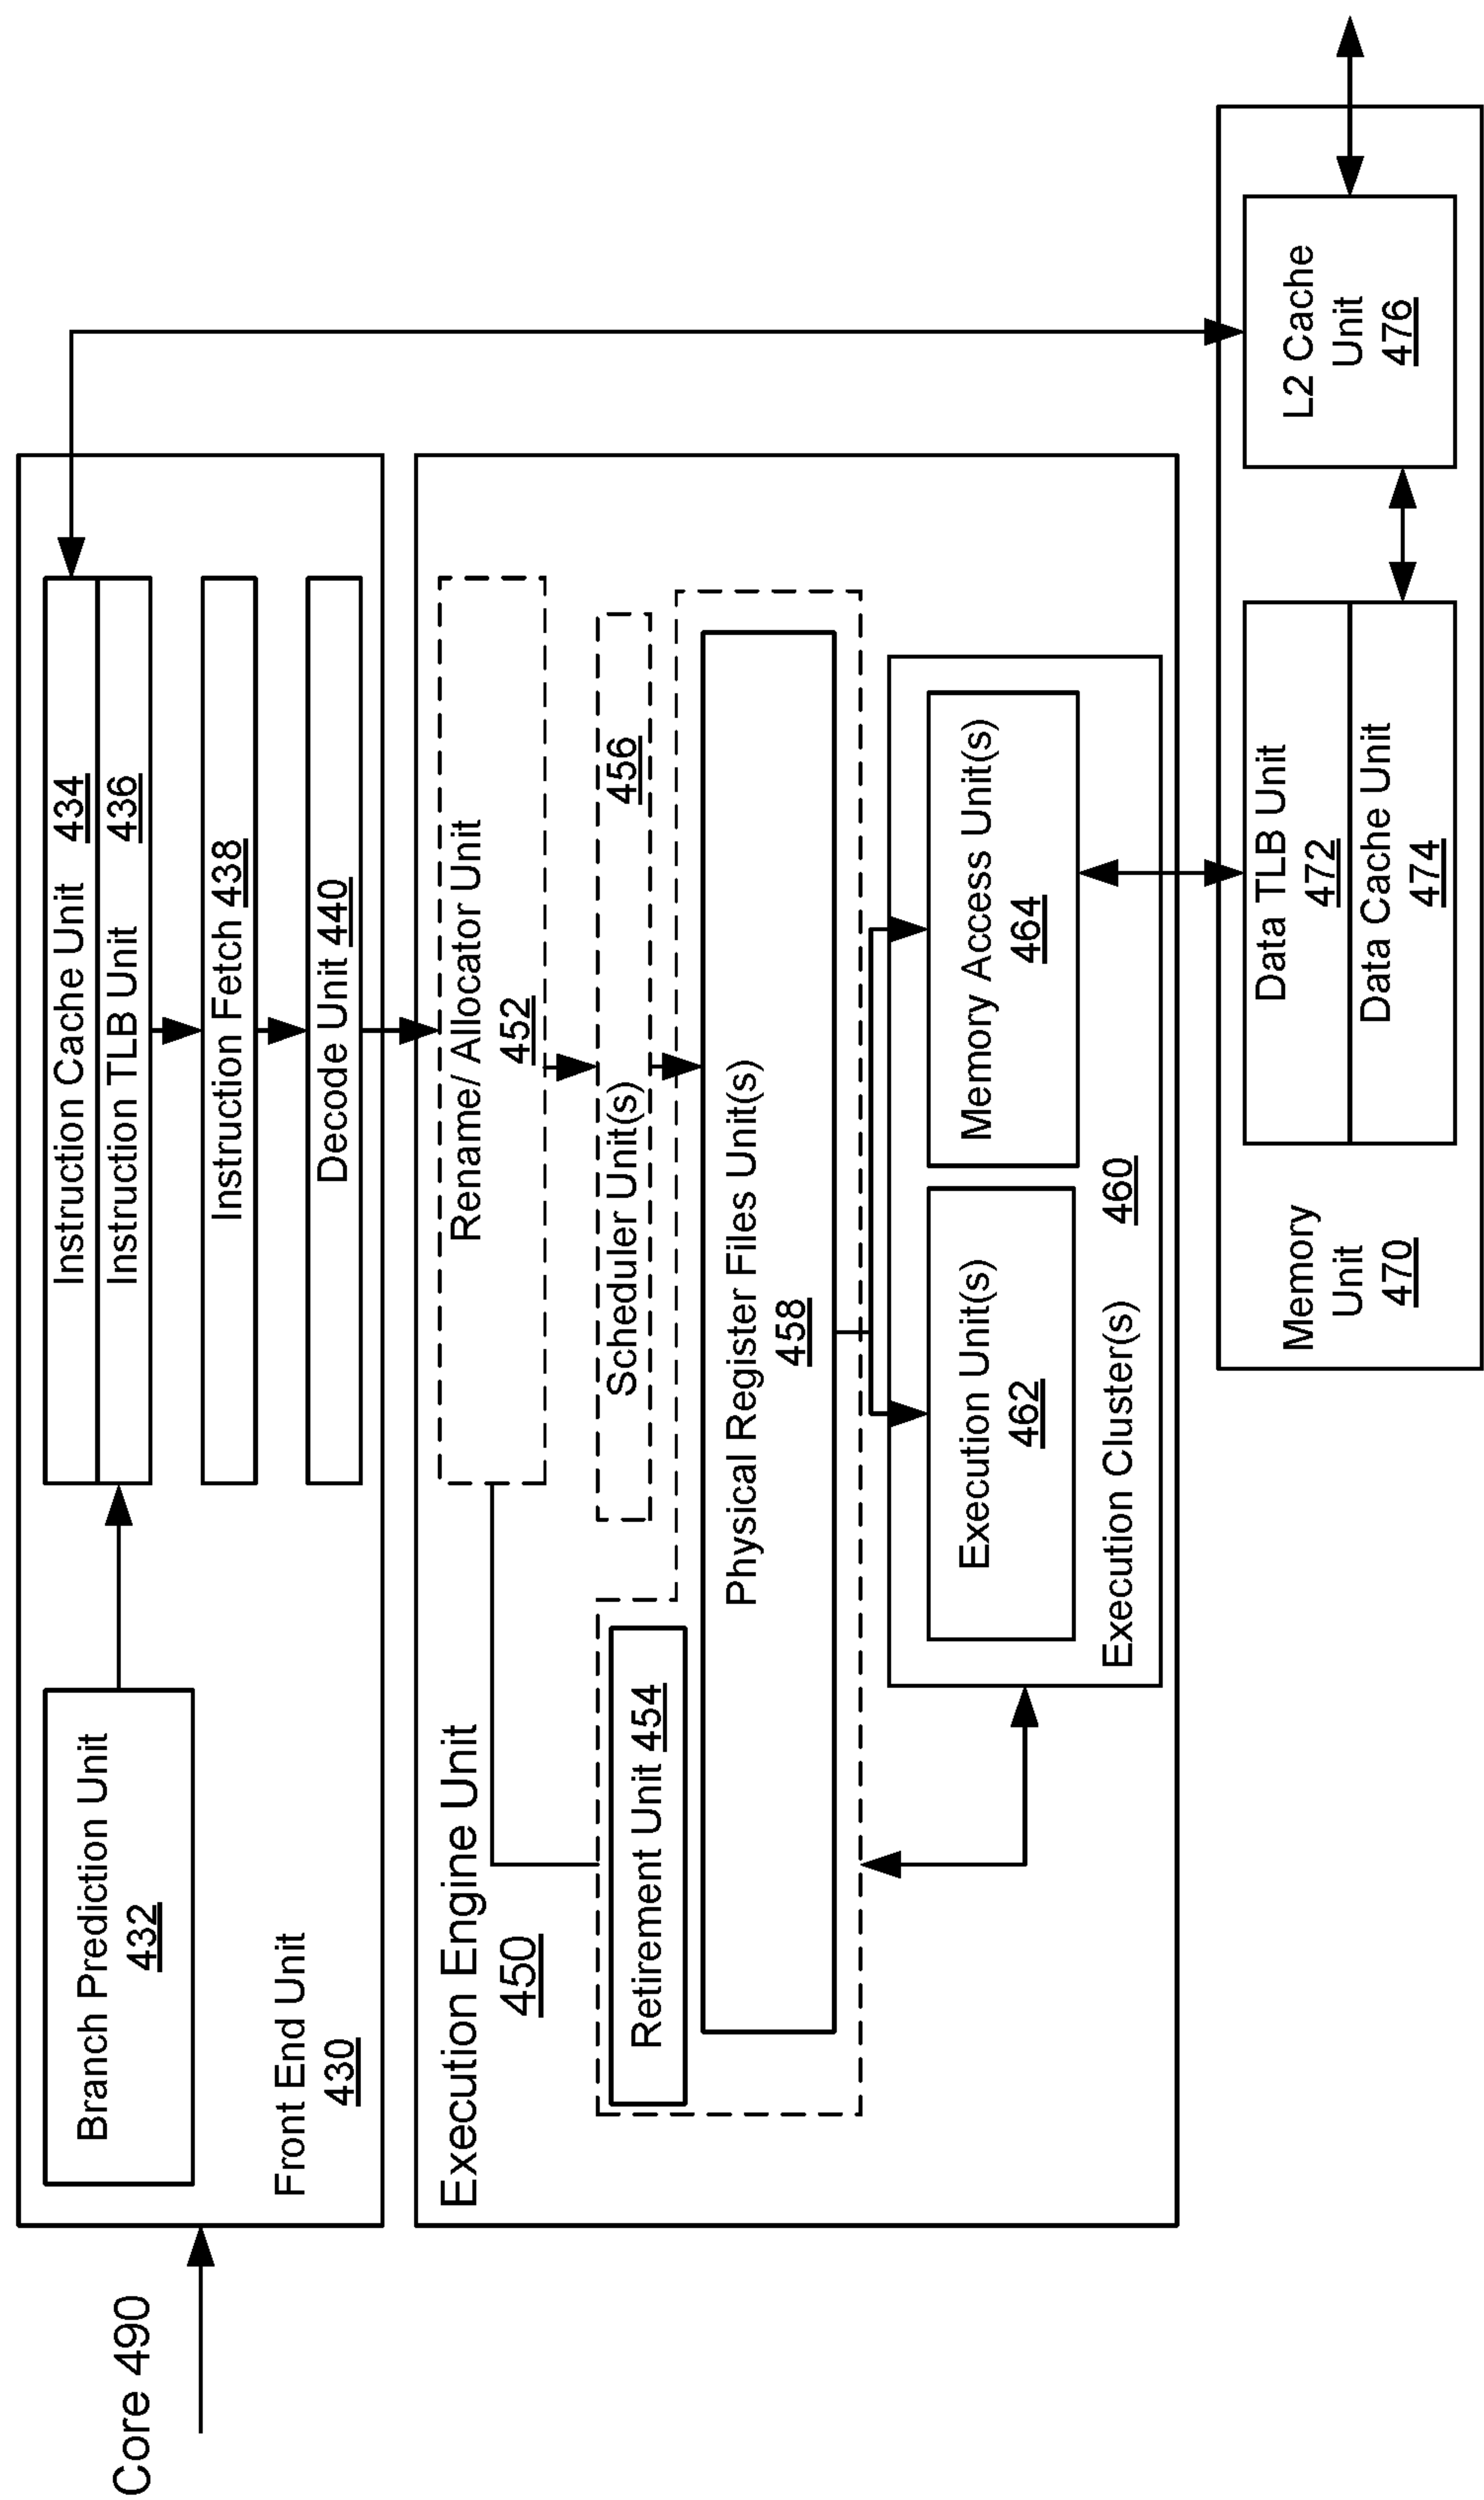 Core 490
Branch Prediction Unit
432
Front End Unit
430
Instruction Cache Unit 434
Instruction TLB Unit 436
Instruction Fetch 438
Decode Unit 440
Execution Engine Unit
450
Rename/ Allocator Unit
452
Scheduler Unit(s) 456
Retirement Unit 454
Physical Register Files Unit(s)
458
Execution Unit(s)
462
Memory Access Unit(s)
464
Execution Cluster(s) 460
Memory
Unit
470
Data TLB Unit
472
Data Cache Unit
474
L2 Cache
Unit
476